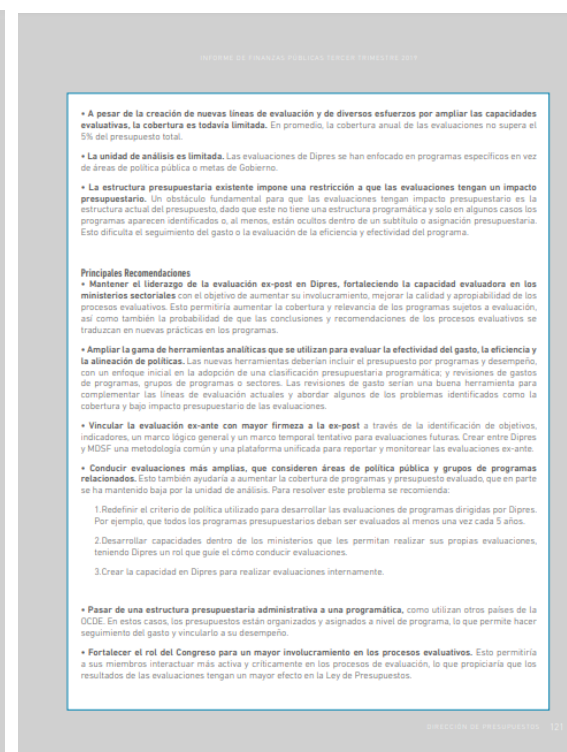 INFORME DE FINANZAS PÚBLICAS TERCER TRIMESTRE 2019
• A pesar de la creación de nuevas líneas de evaluación y de diversos esfuerzos por ampliar las capacidades
evaluativas, la cobertura es todavía limitada. En promedio, la cobertura anual de las evaluaciones no supera el
5% del presupuesto total.
• La unidad de análisis es limitada. Las evaluaciones de Dipres se han enfocado en programas específicos en vez
de áreas de política pública o metas de Gobierno.
• La estructura presupuestaria existente impone una restricción a que las evaluaciones tengan un impacto
presupuestario. Un obstáculo fundamental para que las evaluaciones tengan impacto presupuestario es la
estructura actual del presupuesto, dado que este no tiene una estructura programática y solo en algunos casos los
programas aparecen identificados o, al menos, están ocultos dentro de un subtítulo o asignación presupuestaria.
Esto dificulta el seguimiento del gasto o la evaluación de la eficiencia y efectividad del programa.
Principales Recomendaciones
• Mantener el liderazgo de la evaluación ex-post en Dipres, fortaleciendo la capacidad evaluadora en los
ministerios sectoriales con el objetivo de aumentar su involucramiento, mejorar la calidad y apropiabilidad de los
procesos evaluativos. Esto permitiría aumentar la cobertura y relevancia de los programas sujetos a evaluación,
así como también la probabilidad de que las conclusiones y recomendaciones de los procesos evaluativos se
traduzcan en nuevas prácticas en los programas.
• Ampliar la gama de herramientas analíticas que se utilizan para evaluar la efectividad del gasto, la eficiencia y
la alineación de políticas. Las nuevas herramientas deberían incluir el presupuesto por programas y desempeño,
con un enfoque inicial en la adopción de una clasificación presupuestaria programática; y revisiones de gastos
de programas, grupos de programas o sectores. Las revisiones de gasto serían una buena herramienta para
complementar las líneas de evaluación actuales y abordar algunos de los problemas identificados como la
cobertura y bajo impacto presupuestario de las evaluaciones.
• Vincular la evaluación ex-ante con mayor firmeza a la ex-post a través de la identificación de objetivos,
indicadores, un marco lógico general y un marco temporal tentativo para evaluaciones futuras. Crear entre Dipres
y MDSF una metodología común y una plataforma unificada para reportar y monitorear las evaluaciones ex-ante.
• Conducir evaluaciones más amplias, que consideren áreas de política pública y grupos de programas
relacionados. Esto también ayudaría a aumentar la cobertura de programas y presupuesto evaluado, que en parte
se ha mantenido baja por la unidad de análisis. Para resolver este problema se recomienda:
1.Redefinir el criterio de política utilizado para desarrollar las evaluaciones de programas dirigidas por Dipres.
Por ejemplo, que todos los programas presupuestarios deban ser evaluados al menos una vez cada 5 años.
2.Desarrollar capacidades dentro de los ministerios que les permitan realizar sus propias evaluaciones,
teniendo Dipres un rol que guíe el cómo conducir evaluaciones.
3.Crear la capacidad en Dipres para realizar evaluaciones internamente.
• Pasar de una estructura presupuestaria administrativa a una programática, como utilizan otros países de la
OCDE. En estos casos, los presupuestos están organizados y asignados a nivel de programa, lo que permite hacer
seguimiento del gasto y vincularlo a su desempeño.
• Fortalecer el rol del Congreso para un mayor involucramiento en los procesos evaluativos. Esto permitiría
a sus miembros interactuar más activa y críticamente en los procesos de evaluación, lo que propiciaría que los
resultados de las evaluaciones tengan un mayor efecto en la Ley de Presupuestos.
DIRECCIÓN DE PRESUPUESTOS 121